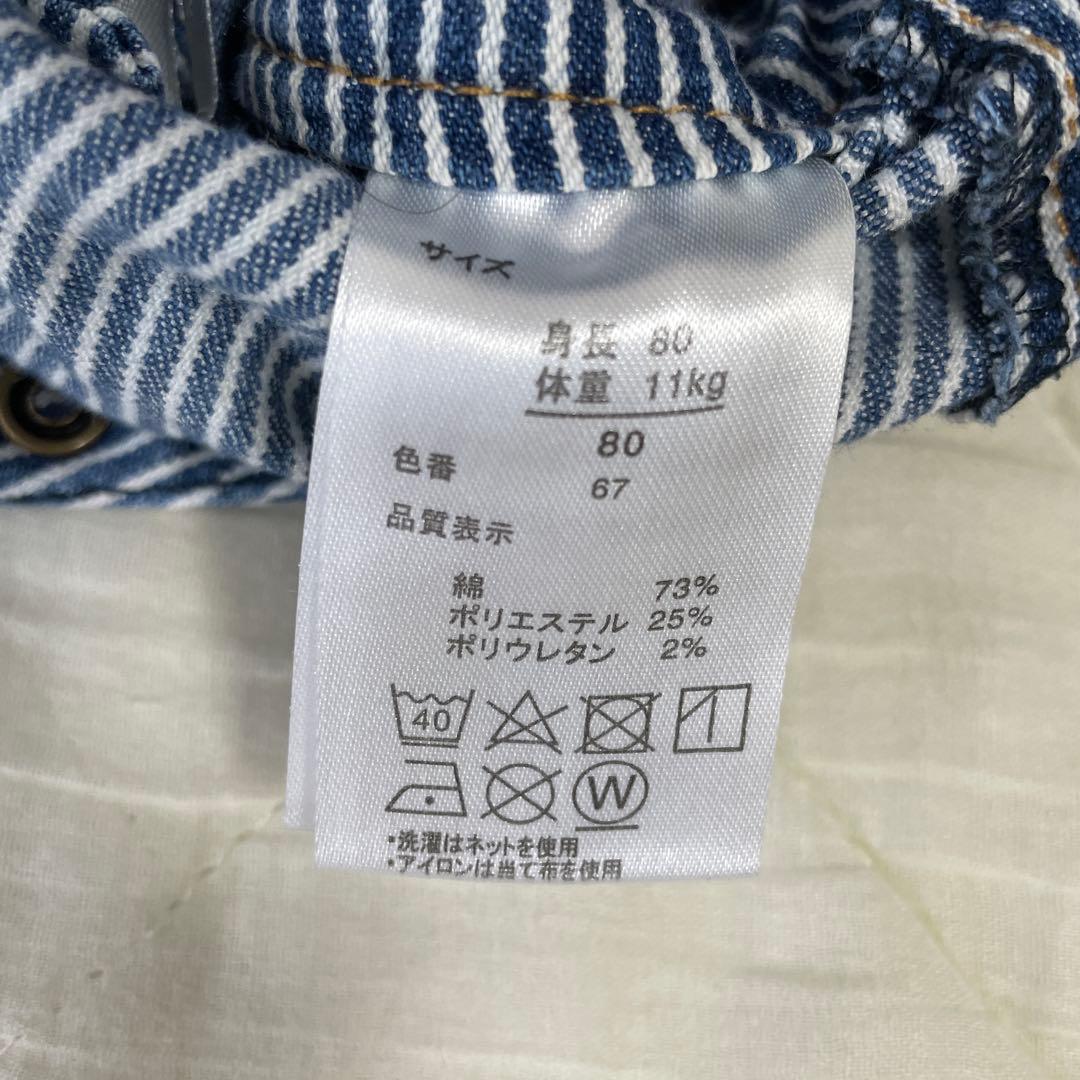 サイズ
身長 80
体重 11kg
80
色番 67
品質表示
綿 73%
ポリエステル 25%
ポリウレタン 2%
40
W
・洗濯はネットを使用
・アイロンは当て布を使用